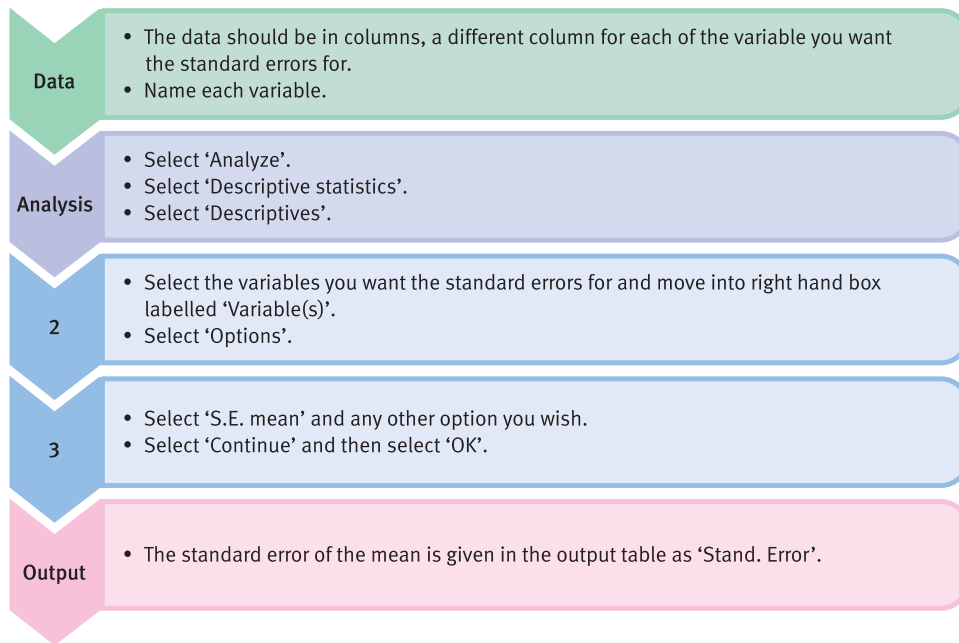 Data
• The data should be in columns, a different column for each of the variable you want
the standard errors for.
• Name each variable.
Analysis
• Select ‘Analyze’.
• Select ‘Descriptive statistics’.
• Select ‘Descriptives’.
2
• Select the variables you want the standard errors for and move into right hand box
labelled ‘Variable(s)’.
• Select ‘Options’.
3
• Select ‘S.E. mean’ and any other option you wish.
• Select ‘Continue’ and then select ‘OK’.
Output
• The standard error of the mean is given in the output table as ‘Stand. Error’.